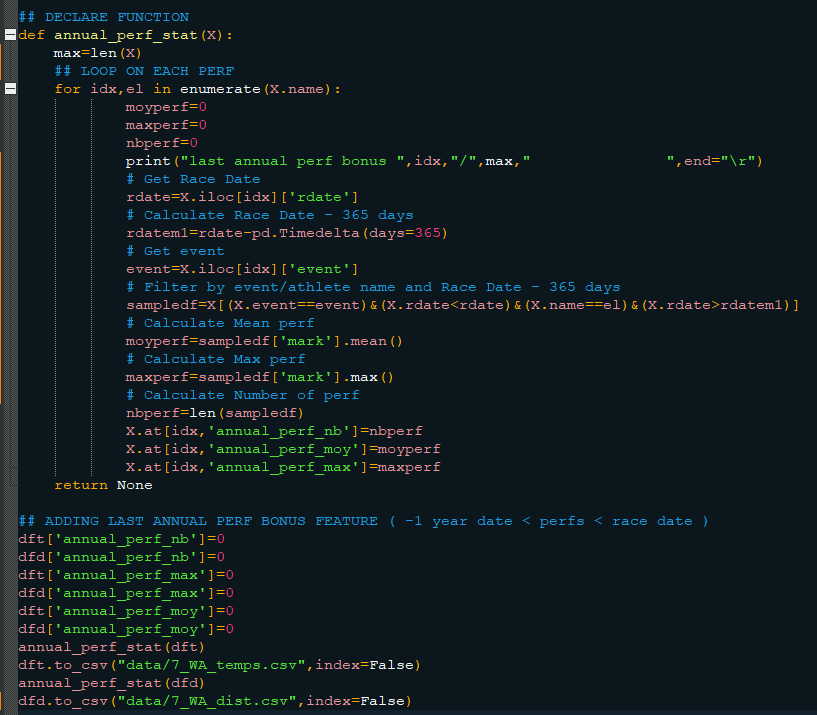 ## DECLARE FUNCTION
def annual_perf_stat(X):
    max=len(X)
    ## LOOP ON EACH PERF
    for idx,el in enumerate(X.name):
            moyperf=0
            maxperf=0
            nbperf=0
            print("last annual perf bonus ",idx,"/",max,"               ",end="\r")
            # Get Race Date
            rdate=X.iloc[idx]['rdate']
            # Calculate Race Date - 365 days
            rdatem1=rdate-pd.Timedelta(days=365)
            # Get event
            event=X.iloc[idx]['event']
            # Filter by event/athlete name and Race Date - 365 days
            sampledf=X[(X.event==event)&(X.rdate<rdate)&(X.name==el)&(X.rdate>rdatem1)]
            # Calculate Mean perf
            moyperf=sampledf['mark'].mean()
            # Calculate Max perf
            maxperf=sampledf['mark'].max()
            # Calculate Number of perf
            nbperf=len(sampledf)
            X.at[idx,'annual_perf_nb']=nbperf
            X.at[idx,'annual_perf_moy']=moyperf
            X.at[idx,'annual_perf_max']=maxperf
    return None

## ADDING LAST ANNUAL PERF BONUS FEATURE ( -1 year date < perfs < race date )
dft['annual_perf_nb']=0
dfd['annual_perf_nb']=0
dft['annual_perf_max']=0
dfd['annual_perf_max']=0
dft['annual_perf_moy']=0
dfd['annual_perf_moy']=0
annual_perf_stat(dft)
dft.to_csv("data/7_WA_temps.csv",index=False)
annual_perf_stat(dfd)
dfd.to_csv("data/7_WA_dist.csv",index=False)